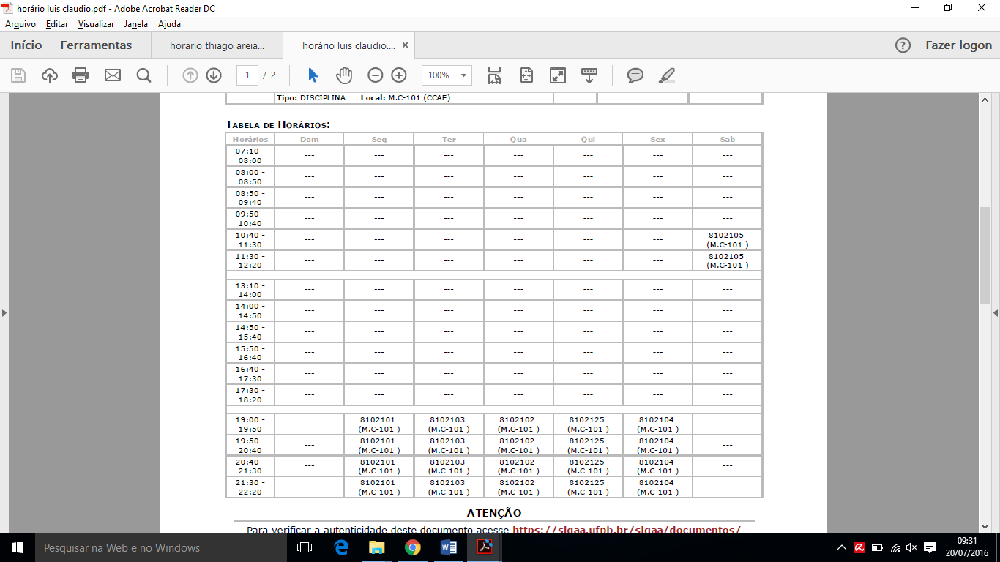 horário luis claudio.pdf - Adobe Acrobat Reader DC
Arquivo Editar Visualizar Janela Ajuda
Início Ferramentas horario thiago areia... horário luis claudio.... × ? Fazer logon
1 / 2 100%
Tipo: DISCIPLINA Local: M.C-101 (CCAE)
TABELA DE HORÁRIOS:
Horários Dom Seg Ter Qua Qui Sex Sab
07:10 -
08:00 --- --- --- --- --- --- ---
08:00 -
08:50 --- --- --- --- --- --- ---
08:50 -
09:40 --- --- --- --- --- --- ---
09:50 -
10:40 --- --- --- --- --- --- ---
10:40 - 8102105
11:30 --- --- --- --- --- --- (M.C-101 )
11:30 - 8102105
12:20 --- --- --- --- --- --- (M.C-101 )
13:10 -
14:00 --- --- --- --- --- --- ---
14:00 -
14:50 --- --- --- --- --- --- ---
14:50 -
15:40 --- --- --- --- --- --- ---
15:50 -
16:40 --- --- --- --- --- --- ---
16:40 -
17:30 --- --- --- --- --- --- ---
17:30 -
18:20 --- --- --- --- --- --- ---
19:00 - 8102101 8102103 8102102 8102125 8102104
19:50 --- (M.C-101 ) (M.C-101 ) (M.C-101 ) (M.C-101 ) (M.C-101 ) ---
19:50 - 8102101 8102103 8102102 8102125 8102104
20:40 --- (M.C-101 ) (M.C-101 ) (M.C-101 ) (M.C-101 ) (M.C-101 ) ---
20:40 - 8102101 8102103 8102102 8102125 8102104
21:30 --- (M.C-101 ) (M.C-101 ) (M.C-101 ) (M.C-101 ) (M.C-101 ) ---
21:30 - 8102101 8102103 8102102 8102125 8102104
22:20 --- (M.C-101 ) (M.C-101 ) (M.C-101 ) (M.C-101 ) (M.C-101 ) ---
ATENÇÃO
Para verificar a autenticidade deste documento acesse https://sigaa.ufpb.br/sigaa/documentos/
Pesquisar na Web e no Windows
09:31
20/07/2016